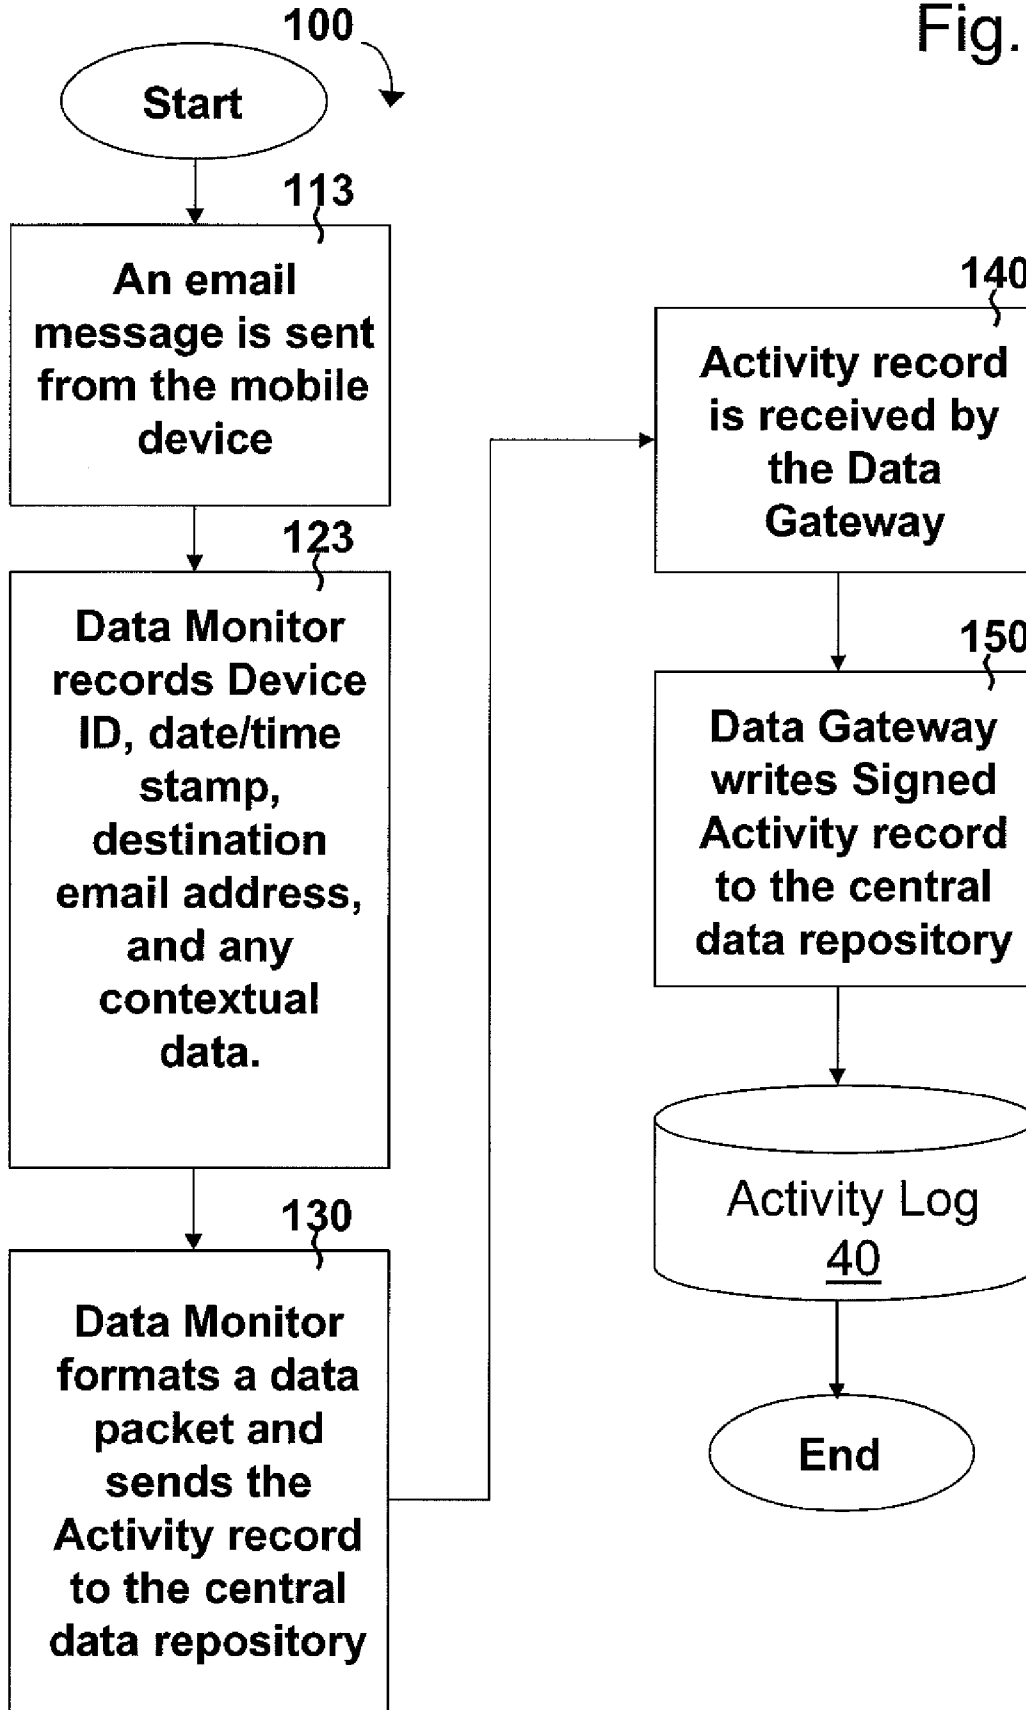 100
Fig.
Start
113
An email
message is sent
from the mobile
device
123
Data Monitor
records Device
ID, date/time
stamp,
destination
email address,
and any
contextual
data.
130
Data Monitor
formats a data
packet and
sends the
Activity record
to the central
data repository
140
Activity record
is received by
the Data
Gateway
150
Data Gateway
writes Signed
Activity record
to the central
data repository
Activity Log
40
End